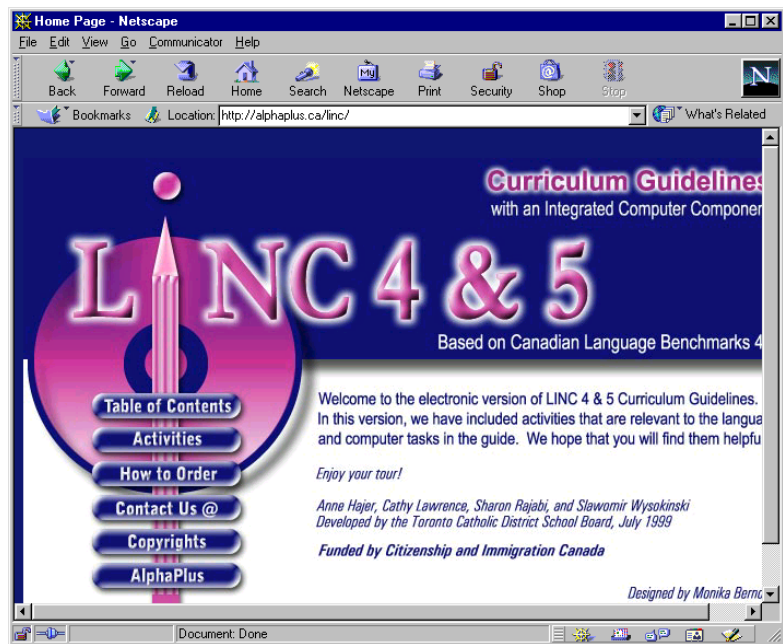 Home Page - Netscape
File Edit View Go Communicator Help
Back Forward Reload Home Search Netscape Print Security Shop Stop
My
N
Bookmarks Location: http://alphaplus.ca/linc/ What's Related
Curriculum Guidelines
with an Integrated Computer Componen
LiNC 4 & 5
Based on Canadian Language Benchmarks 4
Welcome to the electronic version of LINC 4 & 5 Curriculum Guidelines.
In this version, we have included activities that are relevant to the langua
and computer tasks in the guide. We hope that you will find them helpfu
Enjoy your tour!
Anne Hajer, Cathy Lawrence, Sharon Rajabi, and Slawomir Wysokinski
Developed by the Toronto Catholic District School Board, July 1999
Funded by Citizenship and Immigration Canada
Designed by Monika Bernc
Table of Contents
Activities
How to Order
Contact Us @
Copyrights
AlphaPlus
Document: Done